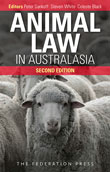 Editors Peter Sankoff Steven White Celeste Black
ANIMAL
LAW
IN AUSTRALASIA
SECOND EDITION
THE FEDERATION PRESS